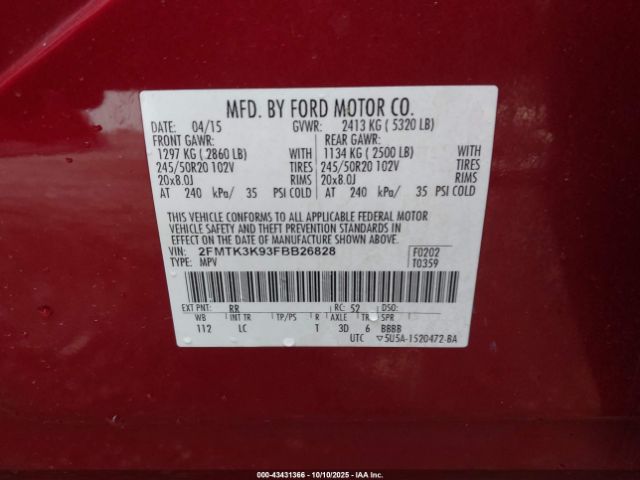 MFD. BY FORD MOTOR CO.
DATE: 04/15 GVWR: 2413 KG ( 5320 LB)
FRONT GAWR: REAR GAWR:
1297 KG ( 2860 LB) WITH 1134 KG ( 2500 LB) WITH
245/50R20 102V TIRES 245/50R20 102V TIRES
20x8.0J RIMS 20x8.0J RIMS
AT 240 kPa/ 35 PSI COLD AT 240 kPa/ 35 PSI COLD
THIS VEHICLE CONFORMS TO ALL APPLICABLE FEDERAL MOTOR
VEHICLE SAFETY AND THEFT PREVENTION STANDARDS IN
EFFECT ON THE DATE OF MANUFACTURE SHOWN ABOVE.
VIN: 2FMTK3K93FBB26828 F0202
TYPE: MPV T0359
EXT PNT: RR RC: 52 DSO:
WB INT TR TP/PS R AXLE TR SPR
112 LC T 3D 6 BBBB
UTC ▽5U5A-1520472-BA
000-43431366 - 10/10/2025 - IAAI.com